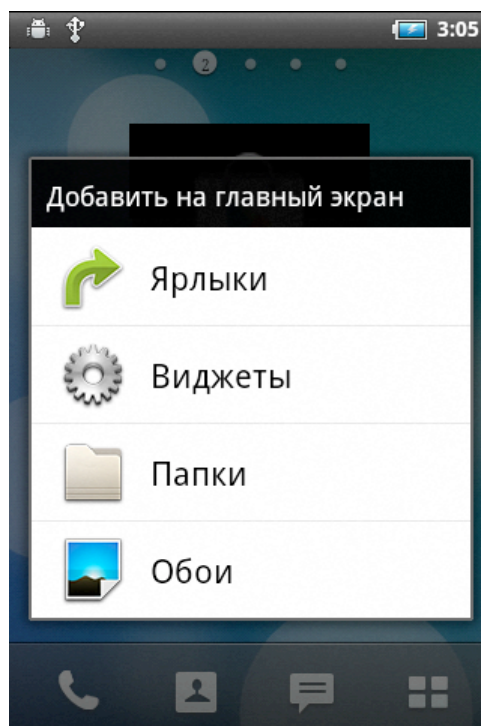 3:05
2
Добавить на главный экран
Ярлыки
Виджеты
Папки
Обои